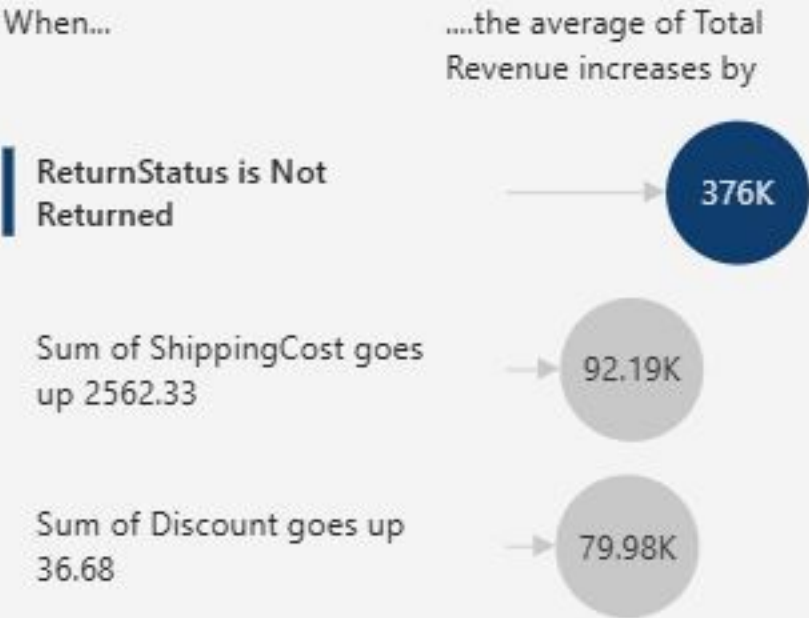 When...
....the average of Total
Revenue increases by
ReturnStatus is Not
Returned
376K
Sum of ShippingCost goes
up 2562.33
92.19K
Sum of Discount goes up
36.68
79.98K